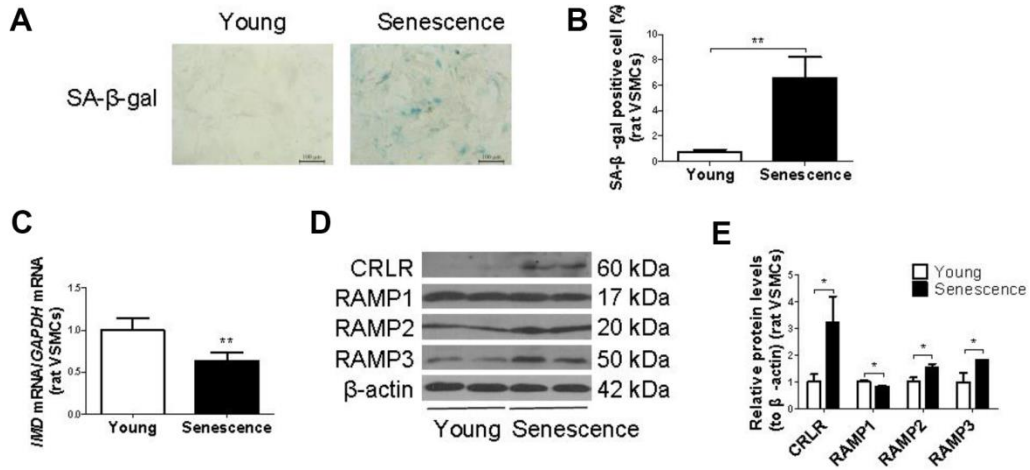 A
Young
Senescence
SA-β-gal
100 μm
100 μm
B
SA-β -gal positive cell (%)
(rat VSMCs)
10
8
6
4
2
0
**
Young
Senescence
C
IMD mRNA/GAPDH mRNA
(rat VSMCs)
1.5
1.0
0.5
0.0
**
Young
Senescence
D
CRLR
60 kDa
RAMP1
17 kDa
RAMP2
20 kDa
RAMP3
50 kDa
β-actin
42 kDa
Young
Senescence
E
Relative protein levels
(to β -actin) (rat VSMCs)
5
4
3
2
1
0
Young
Senescence
*
*
*
*
CRLR
RAMP1
RAMP2
RAMP3